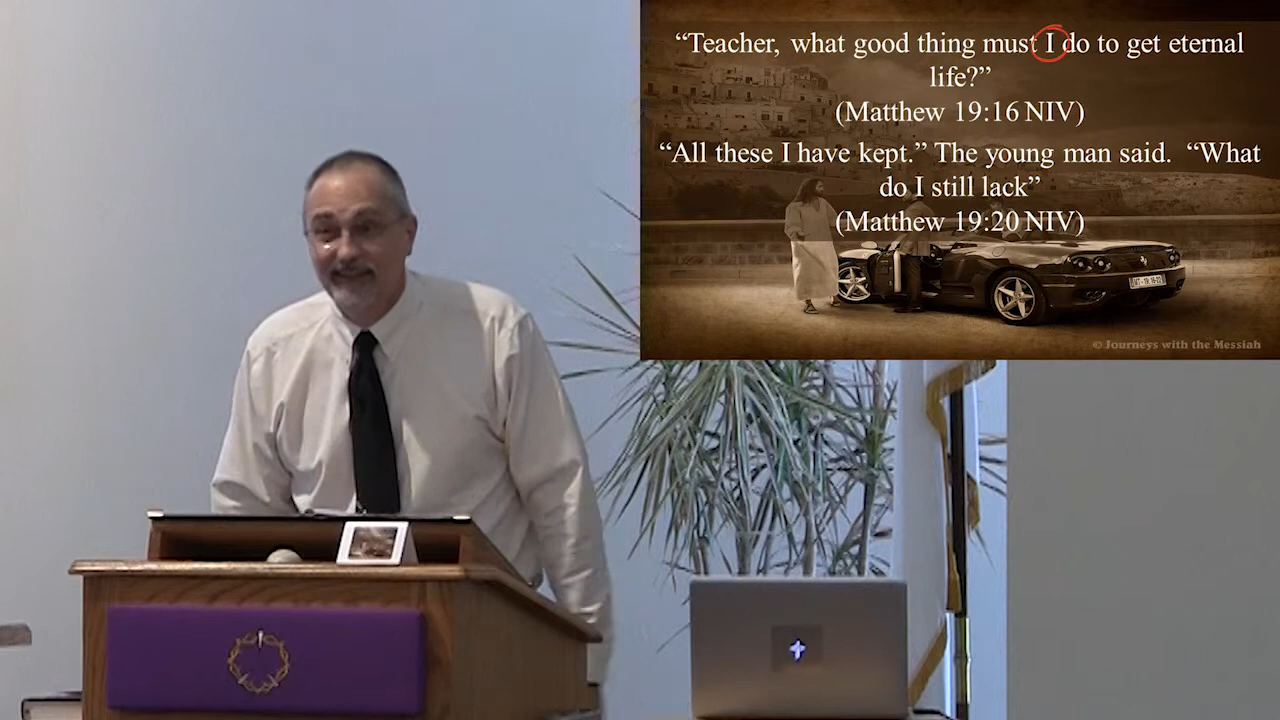 “Teacher, what good thing must I do to get eternal
life?”
(Matthew 19:16 NIV)
“All these I have kept.” The young man said. “What
do I still lack”
(Matthew 19:20 NIV)
© Journeys with the Messiah